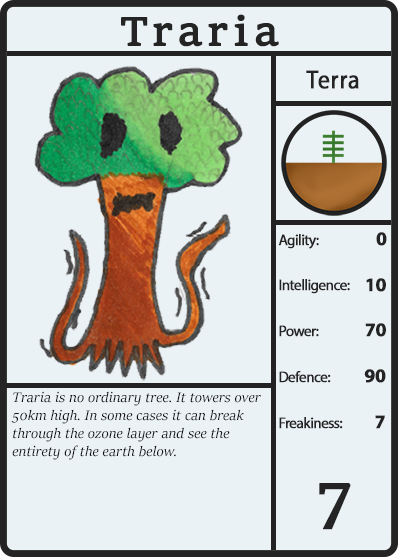 Traria
Terra
Agility: 0
Intelligence: 10
Power: 70
Defence: 90
Freakiness: 7
7
Traria is no ordinary tree. It towers over
50km high. In some cases it can break
through the ozone layer and see the
entirety of the earth below.